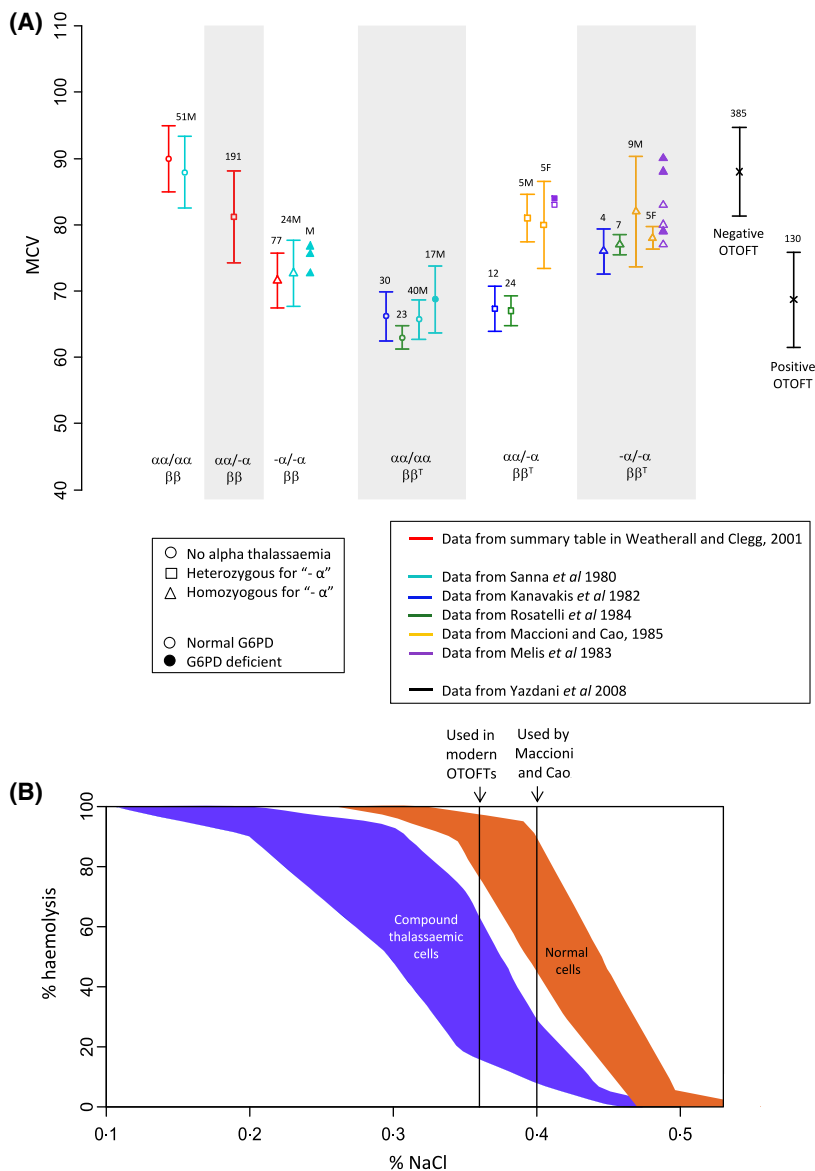 (A)
110
100
90
80
70
60
50
40
MCV
51M
191
77
24M
M
30
23
40M
17M
12
24
5M
5F
4
7
9M
5F
385
Negative
OTOFT
130
Positive
OTOFT
αα/αα
ββ
αα/-α
ββ
-α/-α
ββ
αα/αα
ββᵀ
αα/-α
ββᵀ
-α/-α
ββᵀ
No alpha thalassaemia
Heterozygous for “- α”
Homozyogous for “- α”
Normal G6PD
G6PD deficient
Data from summary table in Weatherall and Clegg, 2001
Data from Sanna et al 1980
Data from Kanavakis et al 1982
Data from Rosatelli et al 1984
Data from Maccioni and Cao, 1985
Data from Melis et al 1983
Data from Yazdani et al 2008
Used in
modern
OTOFTs
Used by
Maccioni
and Cao
(B)
100
80
60
40
20
0
% haemolysis
Compound
thalassaemic
cells
Normal
cells
0·1
0·2
0·3
0·4
0·5
% NaCl